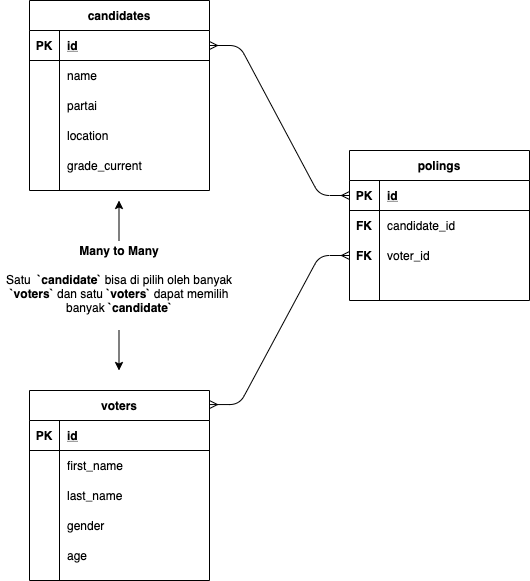 candidates
PK id
name
partai
location
grade_current
polings
PK id
FK candidate_id
FK voter_id
Many to Many
Satu `candidate` bisa di pilih oleh banyak
`voters` dan satu `voters` dapat memilih
banyak `candidate`
voters
PK id
first_name
last_name
gender
age